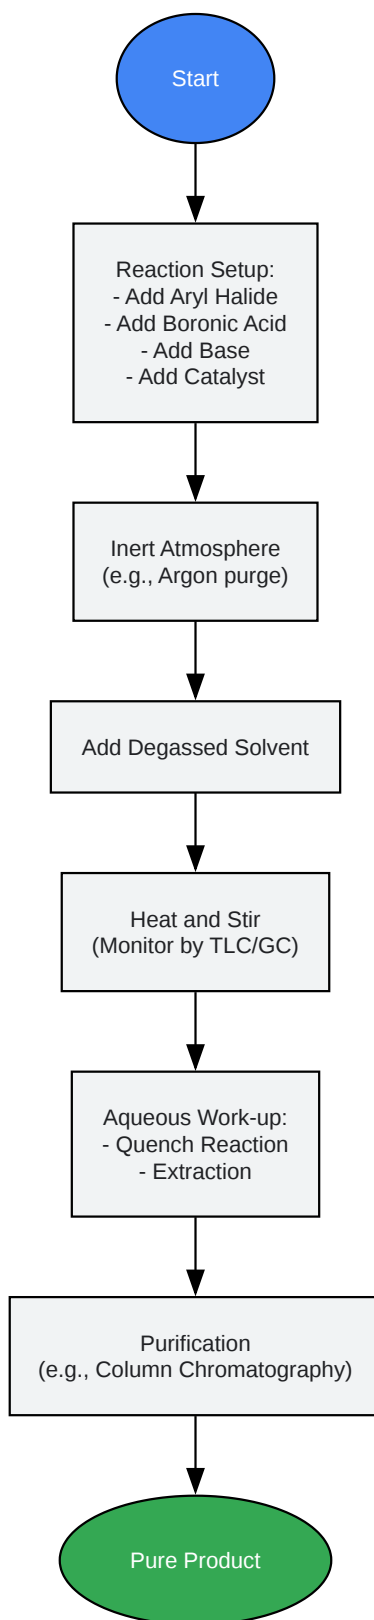 Start
Reaction Setup:
- Add Aryl Halide
- Add Boronic Acid
- Add Base
- Add Catalyst
Inert Atmosphere
(e.g., Argon purge)
Add Degassed Solvent
Heat and Stir
(Monitor by TLC/GC)
Aqueous Work-up:
- Quench Reaction
- Extraction
Purification
(e.g., Column Chromatography)
Pure Product